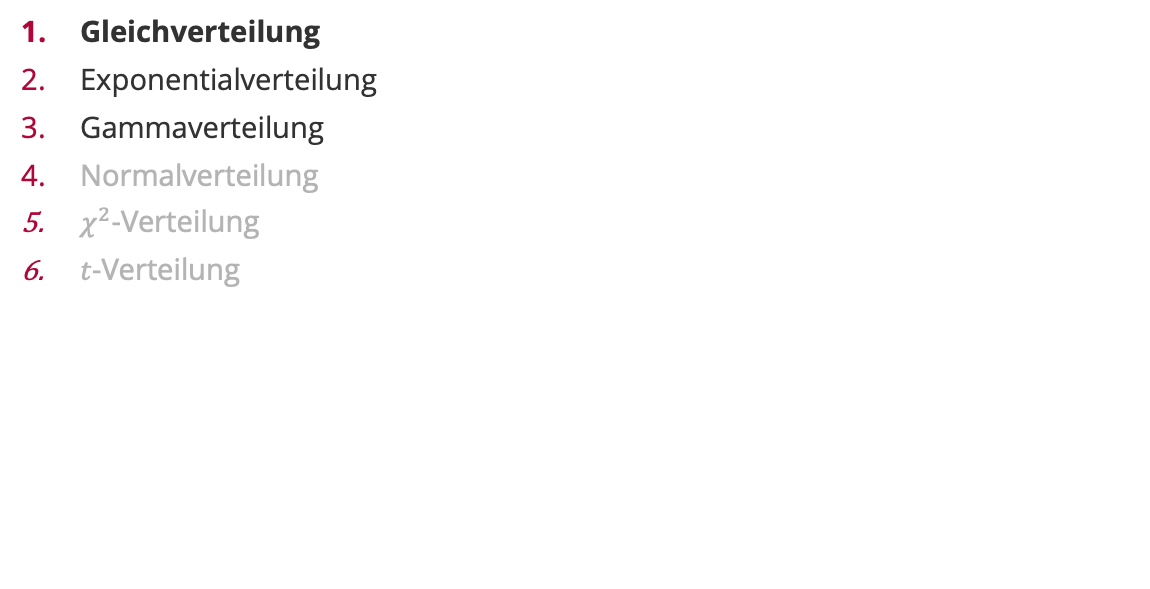 1. Gleichverteilung
2. Exponentialverteilung
3. Gammaverteilung
4. Normalverteilung
5. χ²-Verteilung
6. t-Verteilung